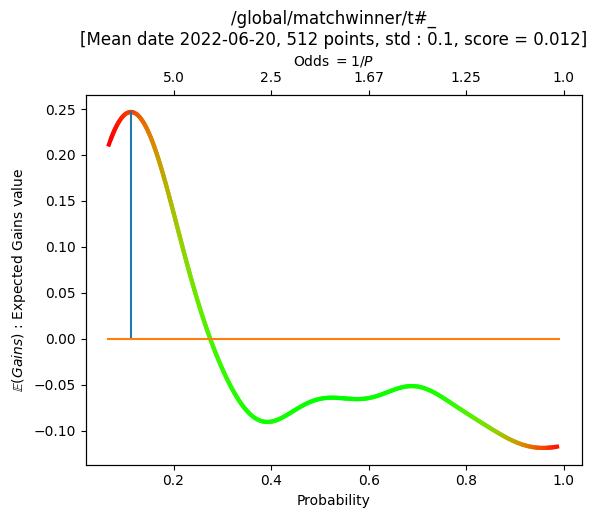 /global/matchwinner/t#_
[Mean date 2022-06-20, 512 points, std : 0.1, score = 0.012]
Odds = 1/P
5.0 2.5 1.67 1.25 1.0
0.25
0.20
0.15
0.10
0.05
0.00
−0.05
−0.10
𝔼(Gains) : Expected Gains value
0.2 0.4 0.6 0.8 1.0
Probability